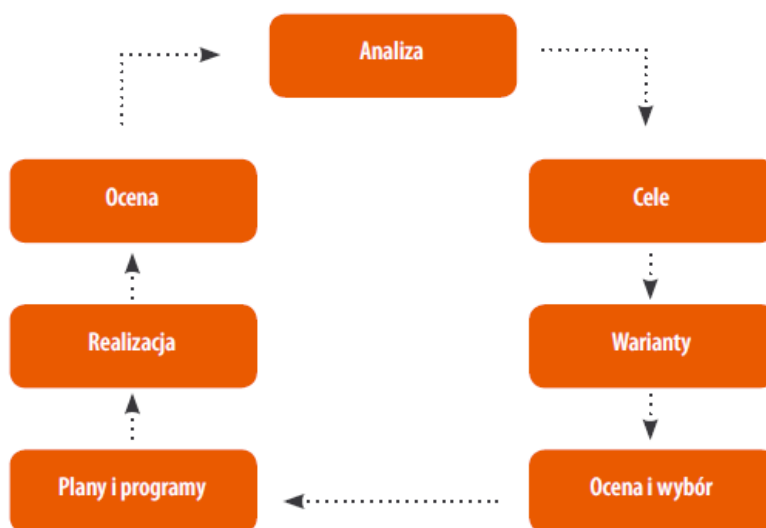 Analiza
Cele
Warianty
Ocena i wybór
Plany i programy
Realizacja
Ocena